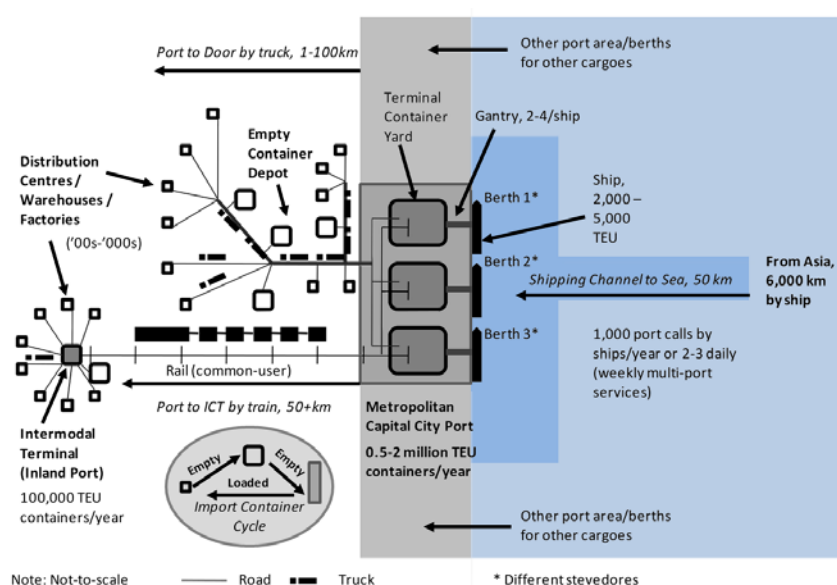 Port to Door by truck, 1-100km
Other port area/berths
for other cargoes
Terminal
Container
Yard
Gantry, 2-4/ship
Empty
Container
Depot
Distribution
Centres /
Warehouses /
Factories
('00s-'000s)
Berth 1*
Ship,
2,000 –
5,000
TEU
Berth 2*
Shipping Channel to Sea, 50 km
From Asia,
6,000 km
by ship
Berth 3*
1,000 port calls by
ships/year or 2-3 daily
(weekly multi-port
services)
Rail (common-user)
Port to ICT by train, 50+km
Metropolitan
Capital City Port
0.5-2 million TEU
containers/year
Intermodal
Terminal
(Inland Port)
100,000 TEU
containers/year
Empty
Empty
Loaded
Import Container
Cycle
Other port area/berths
for other cargoes
Note: Not-to-scale
Road
Truck
* Different stevedores